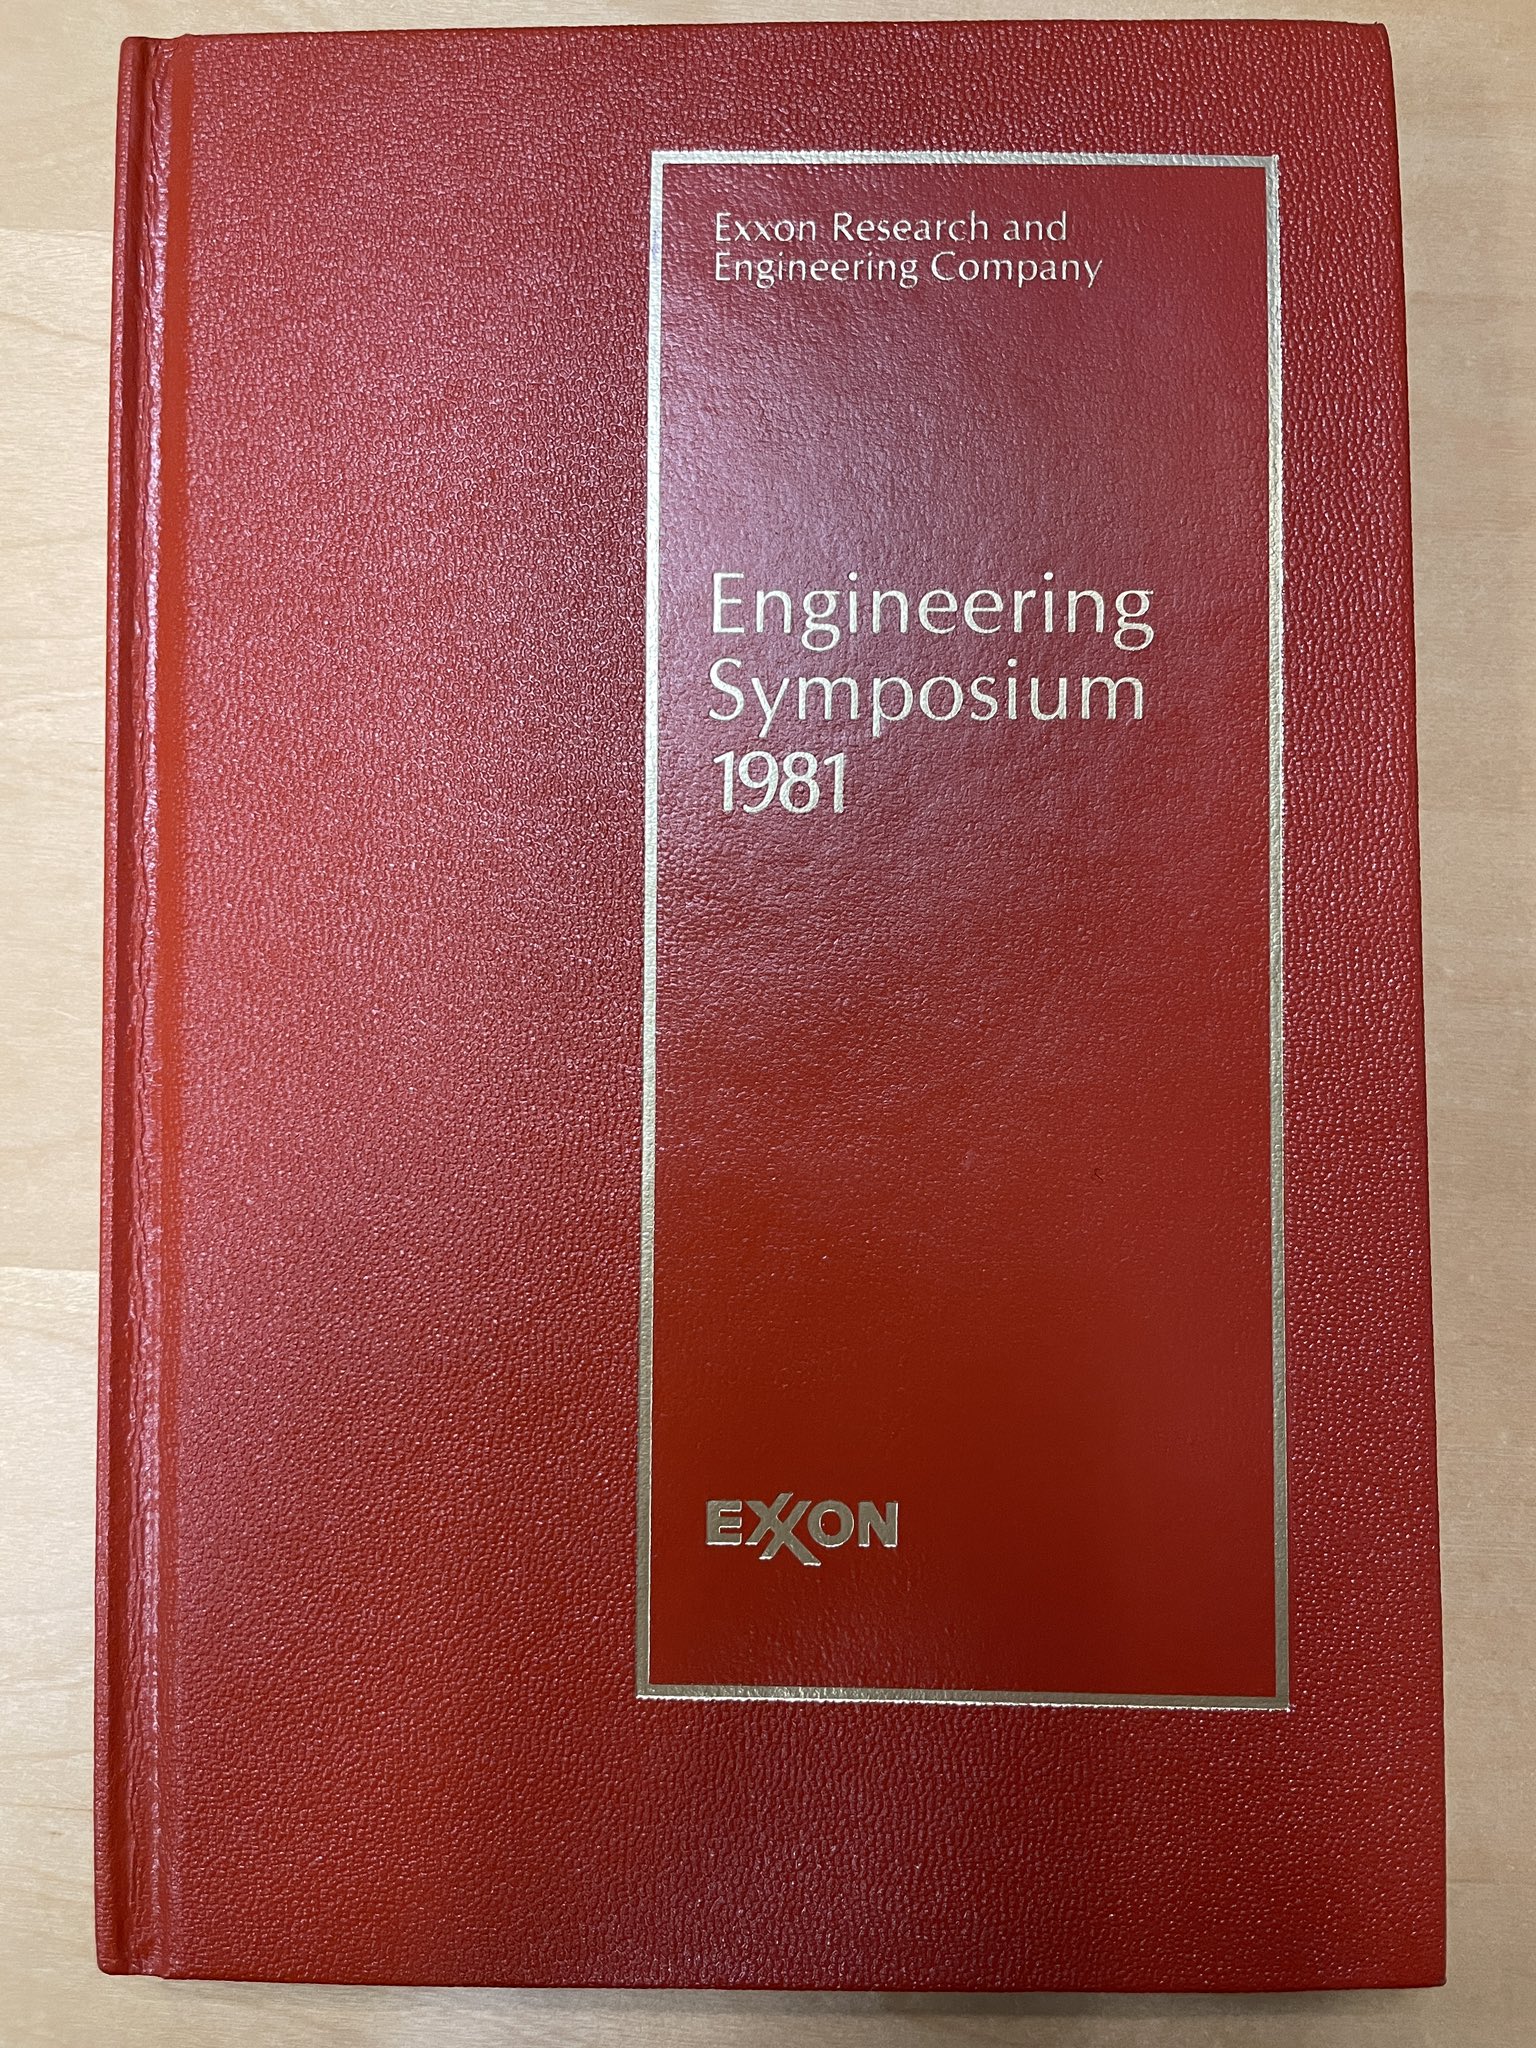 Exxon Research and
Engineering Company
Engineering
Symposium
1981
EXXON